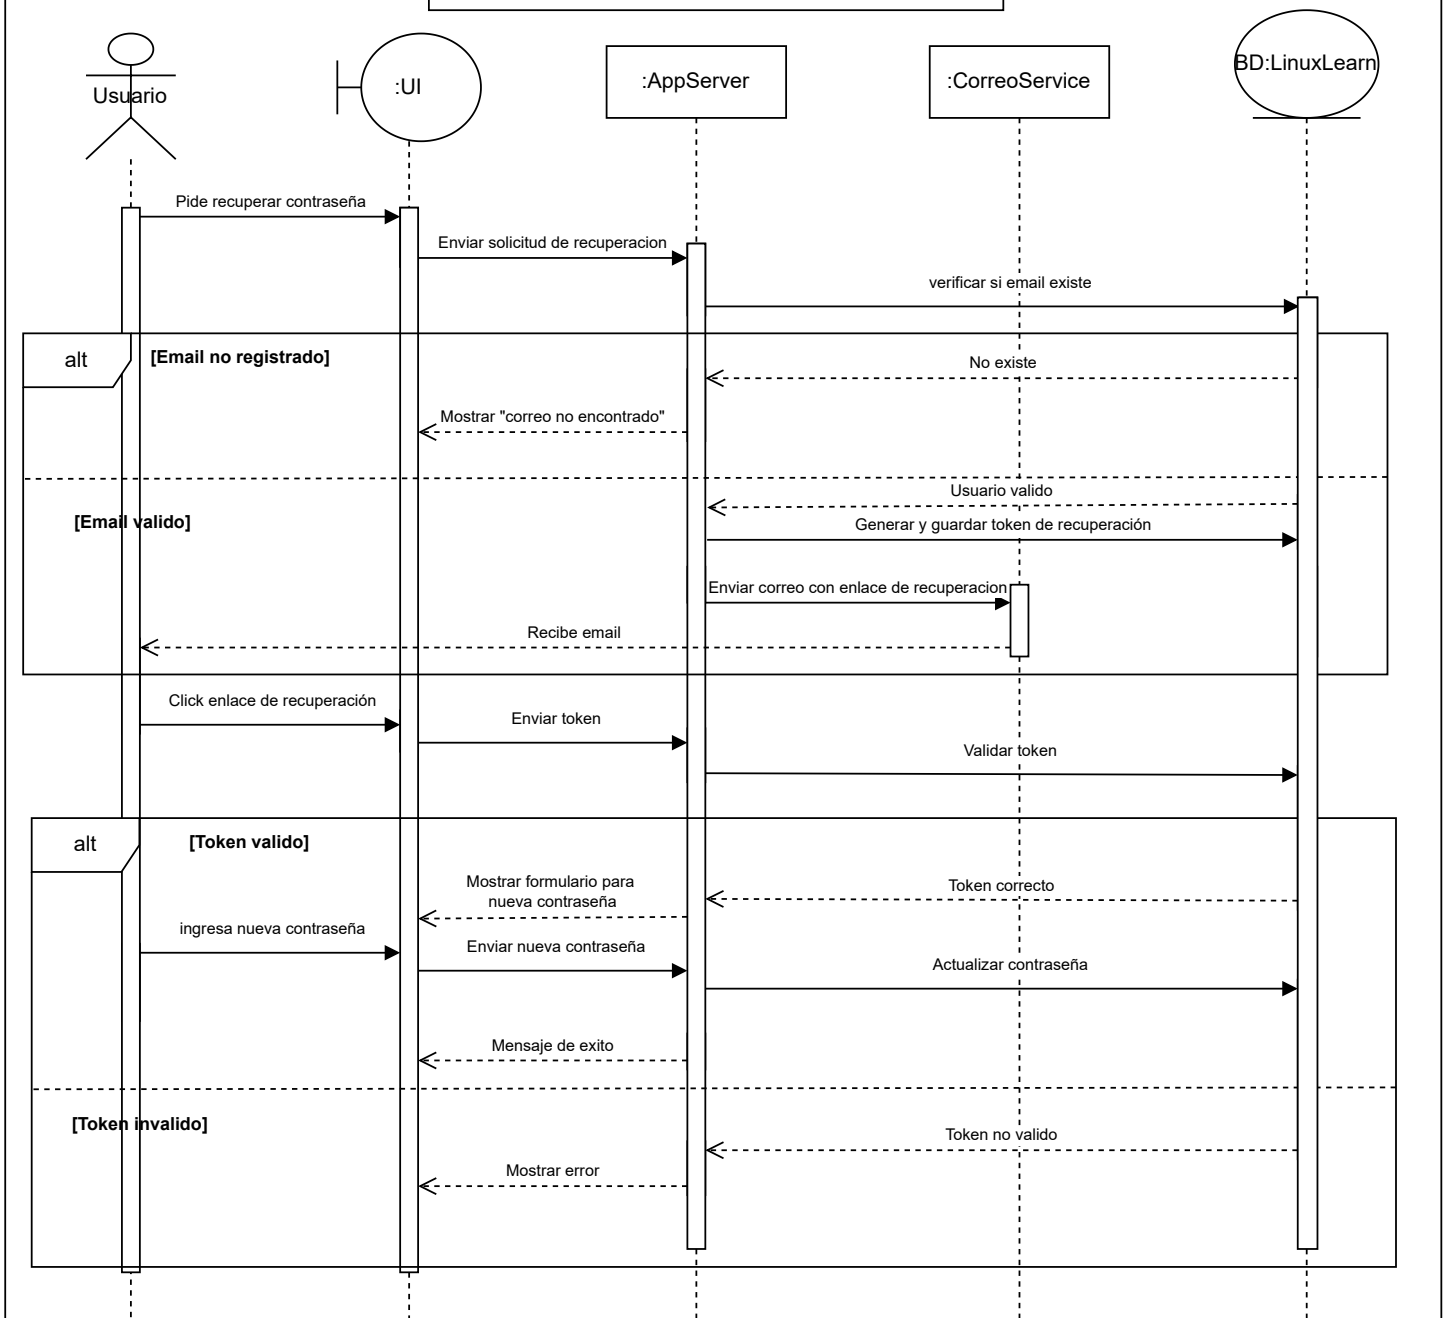 Usuario
:UI
:AppServer
:CorreoService
BD:LinuxLearn
Pide recuperar contraseña
Enviar solicitud de recuperacion
verificar si email existe
alt
[Email no registrado]
No existe
Mostrar "correo no encontrado"
Usuario valido
[Email valido]
Generar y guardar token de recuperación
Enviar correo con enlace de recuperacion
Recibe email
Click enlace de recuperación
Enviar token
Validar token
alt
[Token valido]
Mostrar formulario para
nueva contraseña
Token correcto
ingresa nueva contraseña
Enviar nueva contraseña
Actualizar contraseña
Mensaje de exito
[Token invalido]
Token no valido
Mostrar error